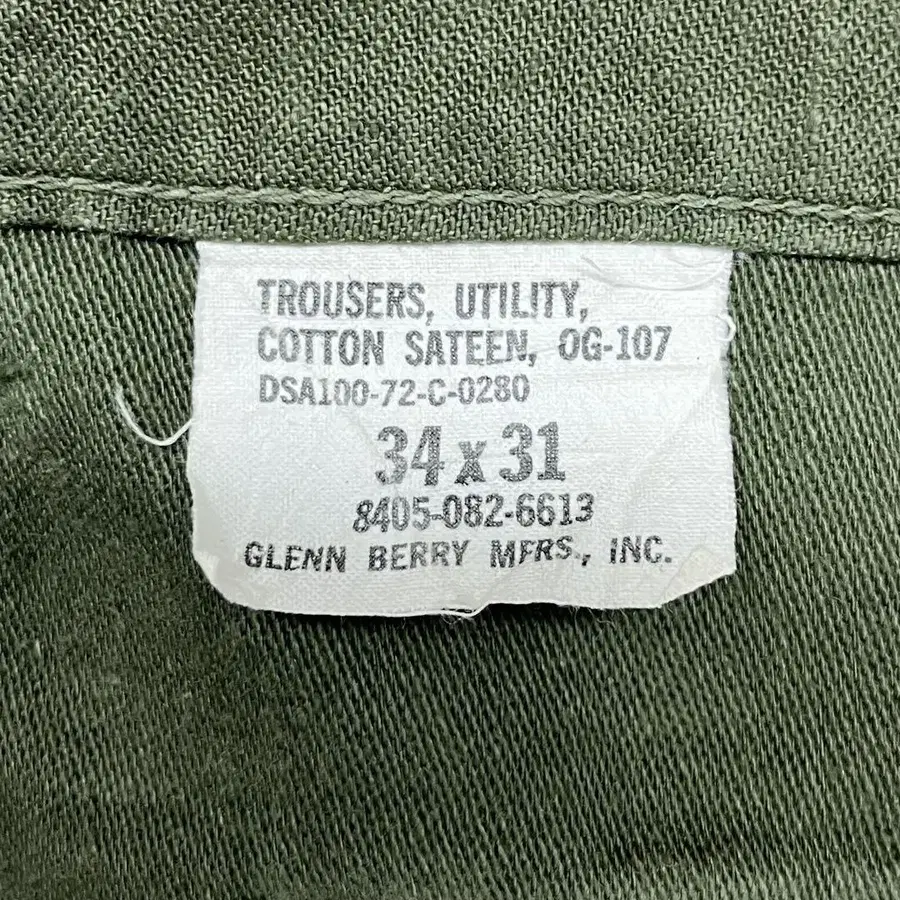 TROUSERS, UTILITY,
COTTON SATEEN, OG-107
DSA100-72-C-0280
34 x 31
8405-082-6613
GLENN BERRY MFRS., INC.